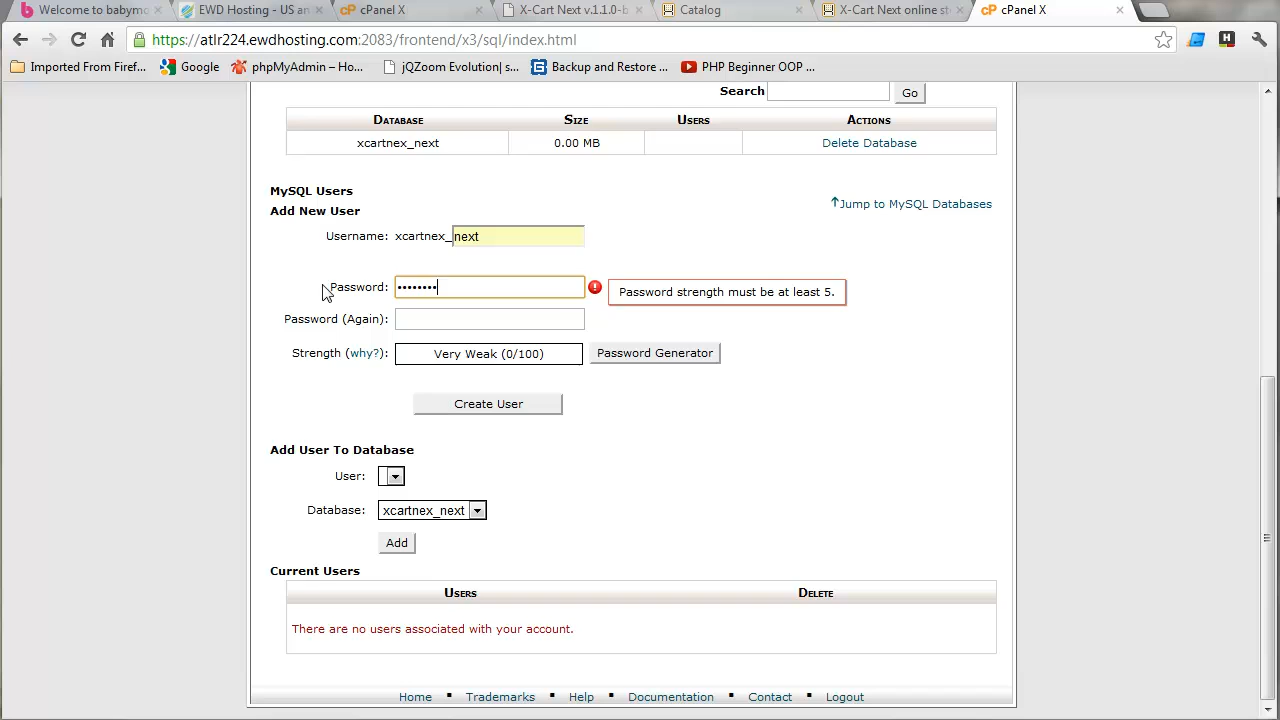 Welcome to babymo
EWD Hosting - US an
cPanel X
X-Cart Next v.1.1.0-b
Catalog
X-Cart Next online st
cPanel X
https://atlr224.ewdhosting.com:2083/frontend/x3/sql/index.html
Imported From Firef...
Google
phpMyAdmin – Ho...
jQZoom Evolution| s...
Backup and Restore ...
PHP Beginner OOP ...
Search
Go
Database Size Users Actions
xcartnex_next 0.00 MB Delete Database
MySQL Users
Jump to MySQL Databases
Add New User
Username: xcartnex_next
Password: ••••••••
Password strength must be at least 5.
Password (Again):
Strength (why?): Very Weak (0/100) Password Generator
Create User
Add User To Database
User:
Database: xcartnex_next
Add
Current Users
Users Delete
There are no users associated with your account.
Home ▪ Trademarks ▪ Help ▪ Documentation ▪ Contact ▪ Logout